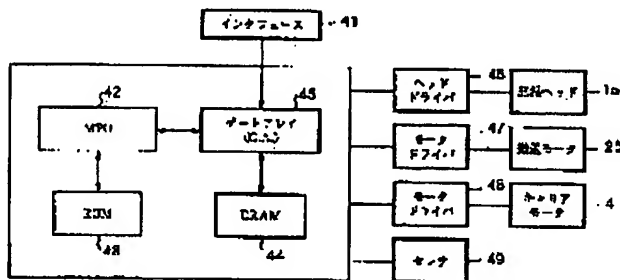 インタフェース 41
42
MPU
45
ゲートアレイ
ROM
43
DRAM
44
ヘッド
ドライバ
記録ヘッド
モータ
ドライバ
47
搬送モータ
25
モータ
ドライバ
48
キャリア
モータ
4
センサ
49